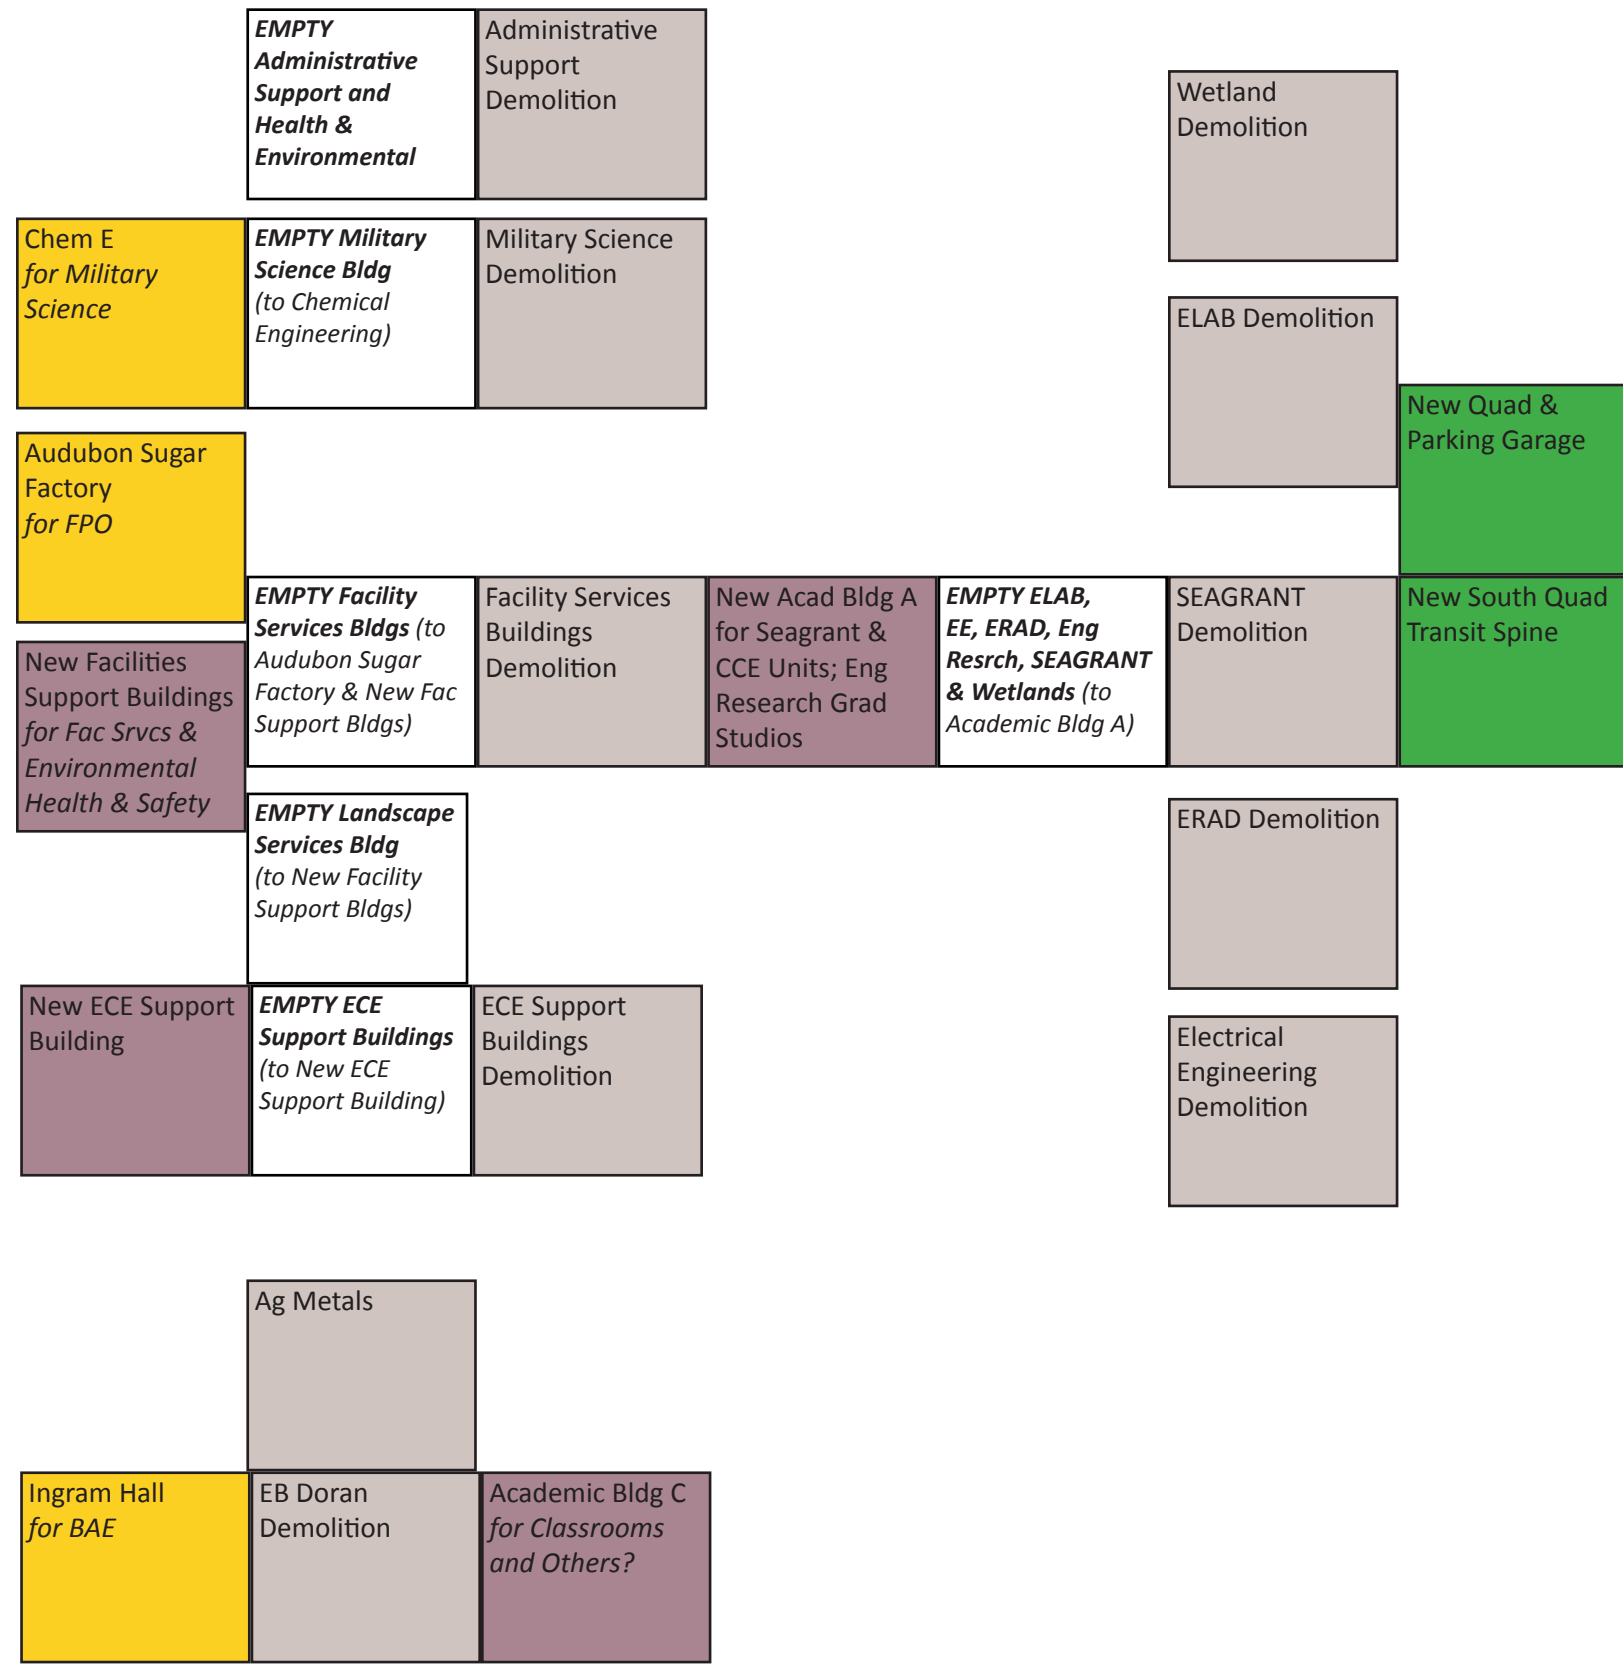 EMPTY
Administrative
Support and
Health &
Environmental
Administrative
Support
Demolition
Wetland
Demolition
Chem E
for Military
Science
EMPTY Military
Science Bldg
(to Chemical
Engineering)
Military Science
Demolition
ELAB Demolition
New Quad &
Parking Garage
Audubon Sugar
Factory
for FPO
New Facilities
Support Buildings
for Fac Srvcs &
Environmental
Health & Safety
EMPTY Facility
Services Bldgs (to
Audubon Sugar
Factory & New Fac
Support Bldgs)
Facility Services
Buildings
Demolition
New Acad Bldg A
for Seagrant &
CCE Units; Eng
Research Grad
Studios
EMPTY ELAB,
EE, ERAD, Eng
Resrch, SEAGRANT
& Wetlands (to
Academic Bldg A)
SEAGRANT
Demolition
New South Quad
Transit Spine
EMPTY Landscape
Services Bldg
(to New Facility
Support Bldgs)
ERAD Demolition
New ECE Support
Building
EMPTY ECE
Support Buildings
(to New ECE
Support Building)
ECE Support
Buildings
Demolition
Electrical
Engineering
Demolition
Ag Metals
Ingram Hall
for BAE
EB Doran
Demolition
Academic Bldg C
for Classrooms
and Others?